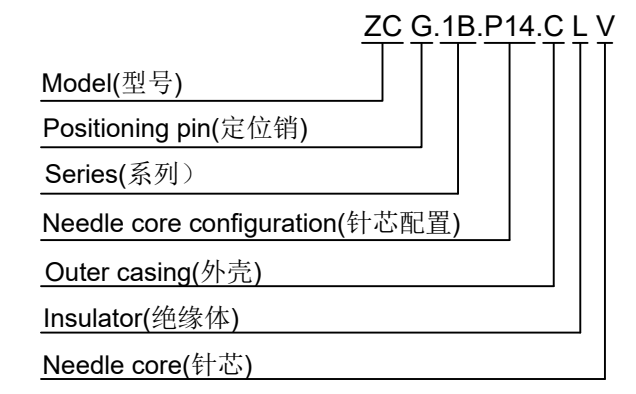 ZC G.1B.P14.C L V
Model(型号)
Positioning pin(定位销)
Series(系列）
Needle core configuration(针芯配置)
Outer casing(外壳)
Insulator(绝缘体)
Needle core(针芯)